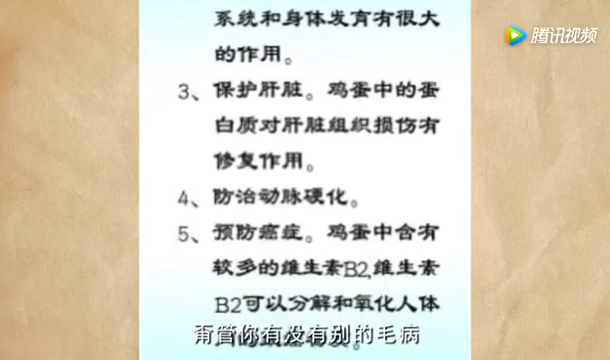 系统和身体发育有很大
的作用。
3、保护肝脏。鸡蛋中的蛋
白质对肝脏组织损伤有
修复作用。
4、防治动脉硬化。
5、预防癌症。鸡蛋中含有
较多的维生素B2,维生素
B2可以分解和氧化人体
甭管你有没有别的毛病
腾讯视频